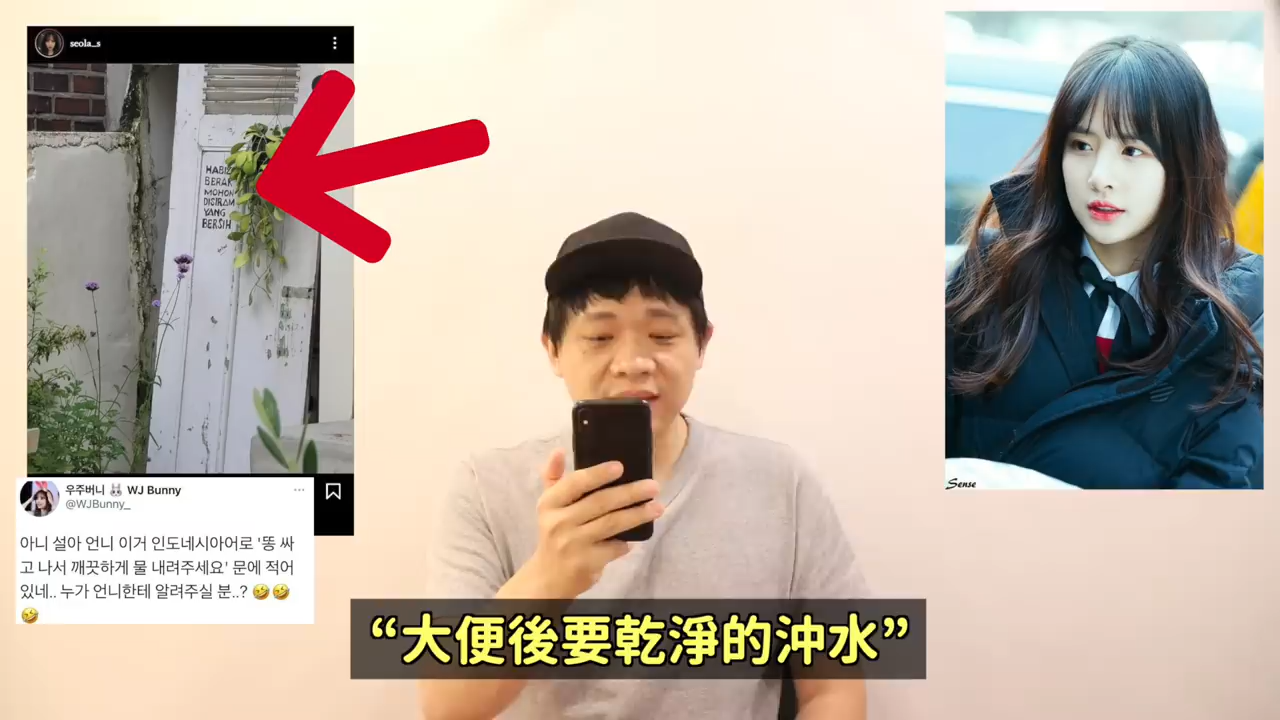 seola_s
HABIS
BERAK
MOHON
DISIRAM
YANG
BERSIH
우주버니 🐰 WJ Bunny
@WJBunny_
아니 설아 언니 이거 인도네시아어로 '똥 싸
고 나서 깨끗하게 물 내려주세요' 문에 적어
있네.. 누가 언니한테 알려주실 분..? 🤣🤣
🤣
Sense
“大便後要乾淨的沖水”